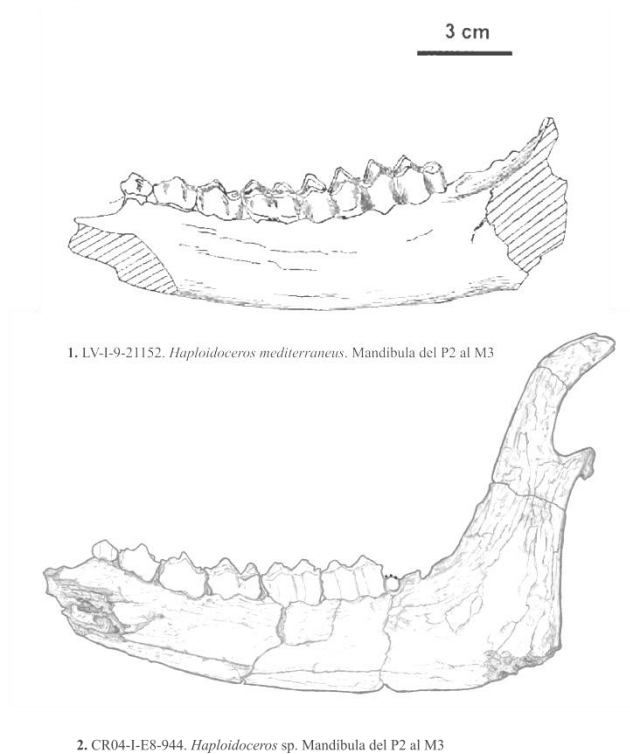 3 cm
1. LV-I-9-21152. Haploidoceros mediterraneus. Mandíbula del P2 al M3
2. CR04-I-E8-944. Haploidoceros sp. Mandíbula del P2 al M3